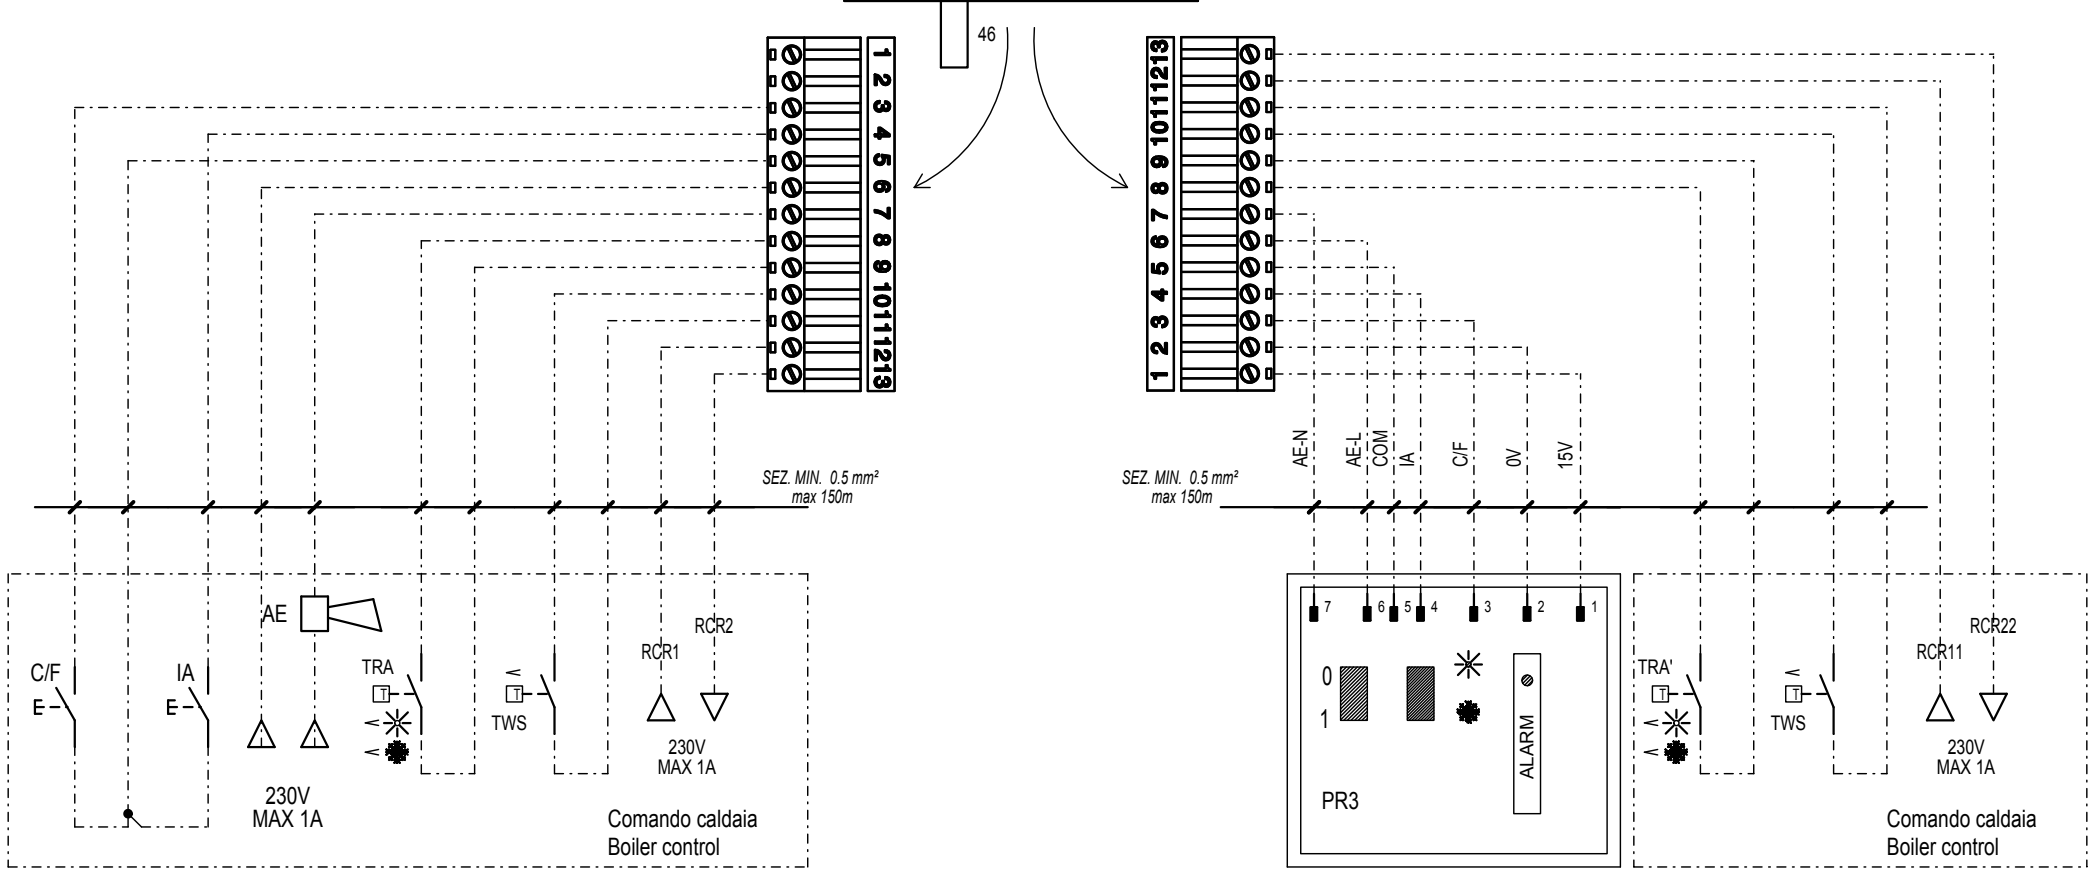 46
1
2
3
4
5
6
7
8
9
10
11
12
13
13
12
11
10
9
8
7
6
5
4
3
2
1
SEZ. MIN. 0.5 mm²
max 150m
SEZ. MIN. 0.5 mm²
max 150m
AE-N
AE-L
COM
IA
C/F
0V
15V
C/F
E
IA
E
AE
230V
MAX 1A
TRA
T
<
<
<
T
TWS
RCR1
RCR2
230V
MAX 1A
Comando caldaia
Boiler control
7
6
5
4
3
2
1
0
1
ALARM
PR3
TRA'
T
<
<
<
T
TWS
RCR11
RCR22
230V
MAX 1A
Comando caldaia
Boiler control